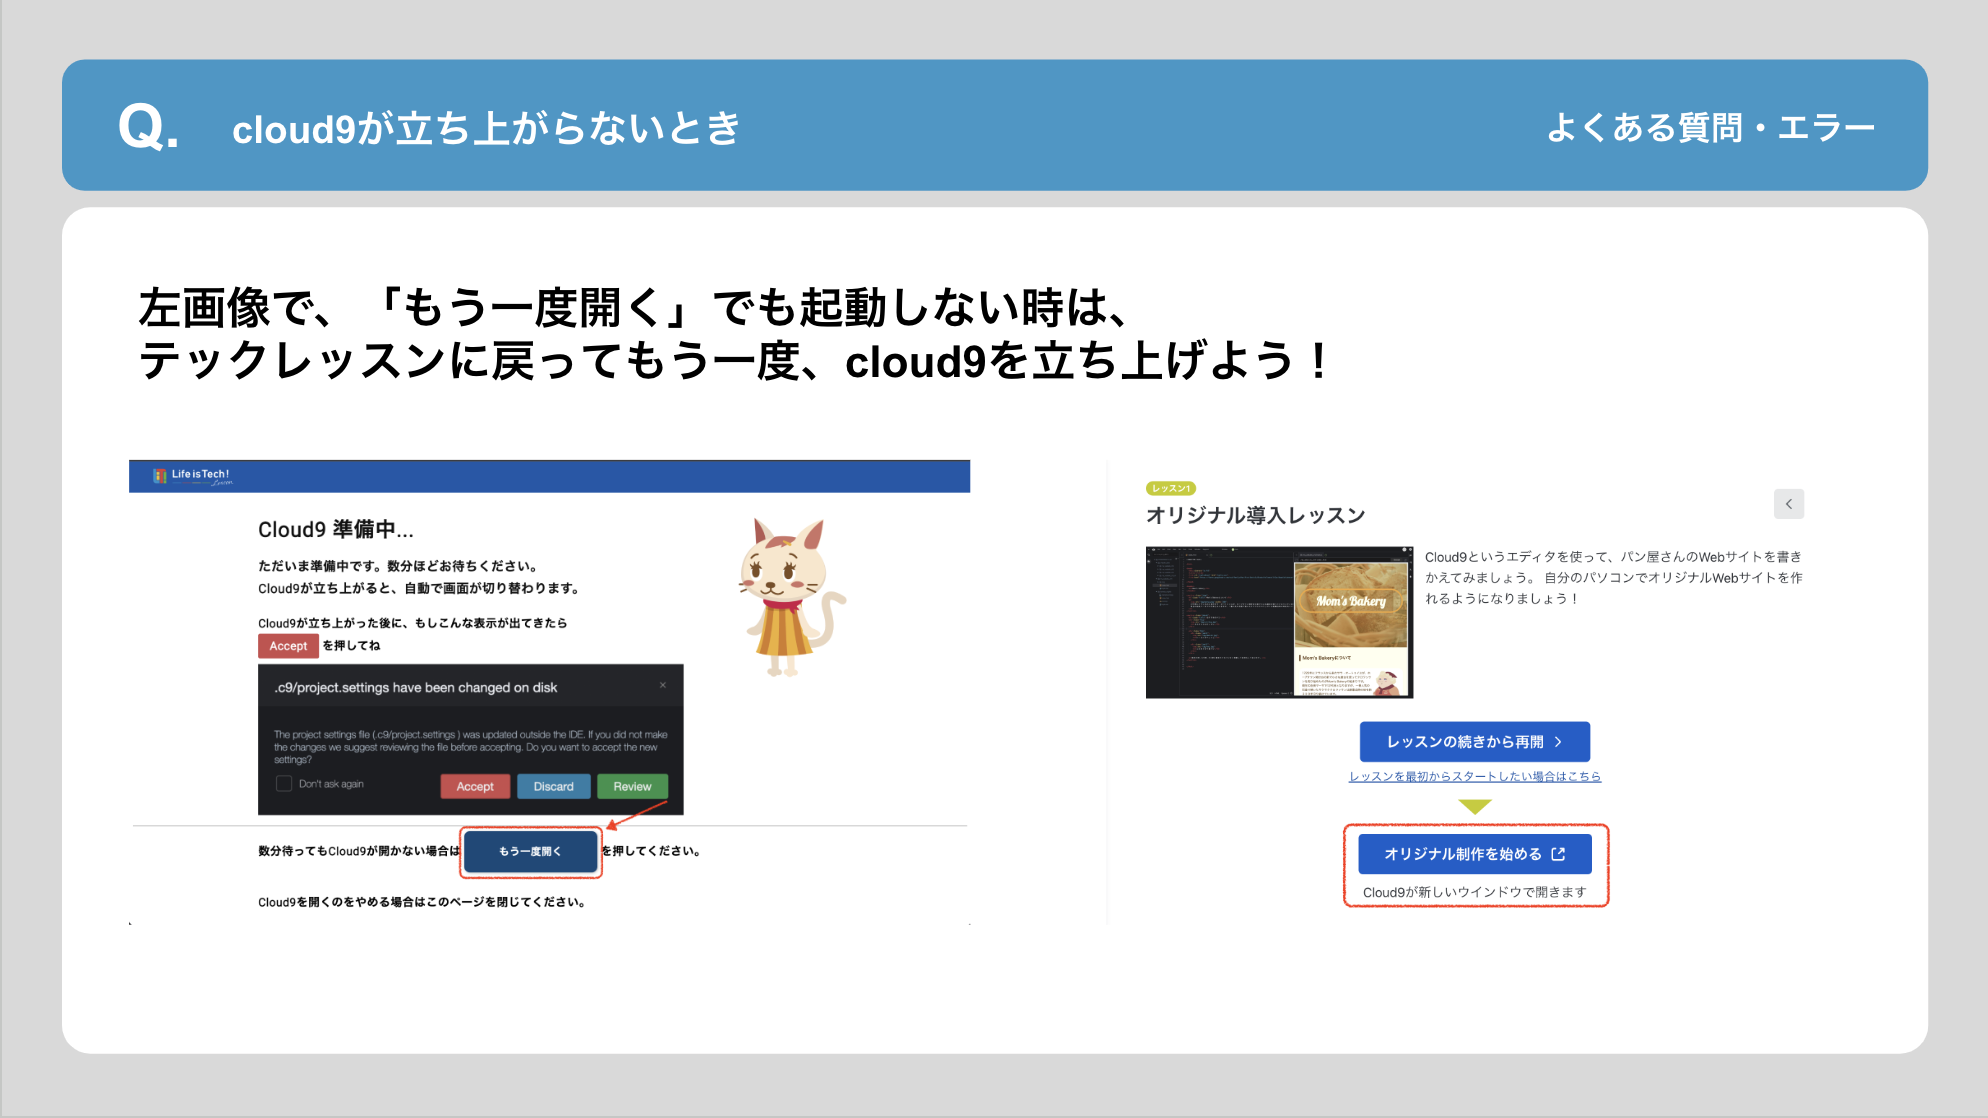 Q. cloud9が立ち上がらないとき
よくある質問・エラー
左画像で、「もう一度開く」でも起動しない時は、
テックレッスンに戻ってもう一度、cloud9を立ち上げよう！
Life is Tech!
Lesson
Cloud9 準備中...
ただいま準備中です。数分ほどお待ちください。
Cloud9が立ち上がると、自動で画面が切り替わります。
Cloud9が立ち上がった後に、もしこんな表示が出てきたら
Accept を押してね
.c9/project.settings have been changed on disk ×
The project settings file (.c9/project.settings ) was updated outside the IDE. If you did not make
the changes we suggest reviewing the file before accepting. Do you want to accept the new
settings?
Don't ask again Accept Discard Review
数分待ってもCloud9が開かない場合は もう一度開く を押してください。
Cloud9を開くのをやめる場合はこのページを閉じてください。
レッスン1
オリジナル導入レッスン
Mom's Bakery
Mom's Bakeryについて
Cloud9というエディタを使って、パン屋さんのWebサイトを書き
かえてみましょう。 自分のパソコンでオリジナルWebサイトを作
れるようになりましょう！
レッスンの続きから再開
レッスンを最初からスタートしたい場合はこちら
オリジナル制作を始める
Cloud9が新しいウインドウで開きます